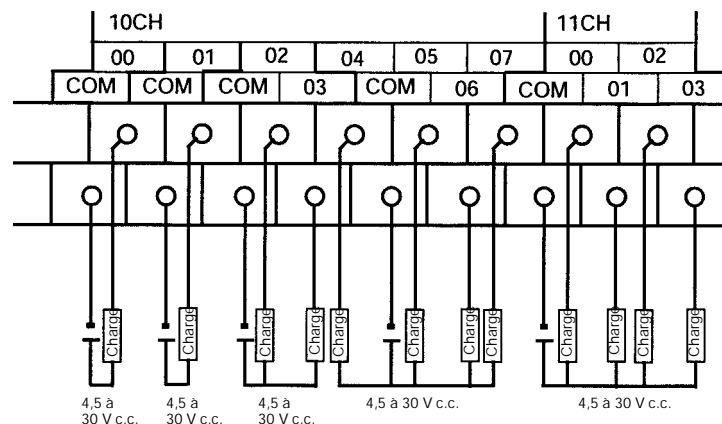 10CH 11CH
00 01 02 04 05 07 00 02
COM COM COM 03 COM 06 COM 01 03
Charge Charge Charge Charge Charge Charge Charge Charge Charge Charge Charge Charge
4,5 à 4,5 à 4,5 à 4,5 à 30 V c.c. 4,5 à 30 V c.c.
30 V c.c. 30 V c.c. 30 V c.c.